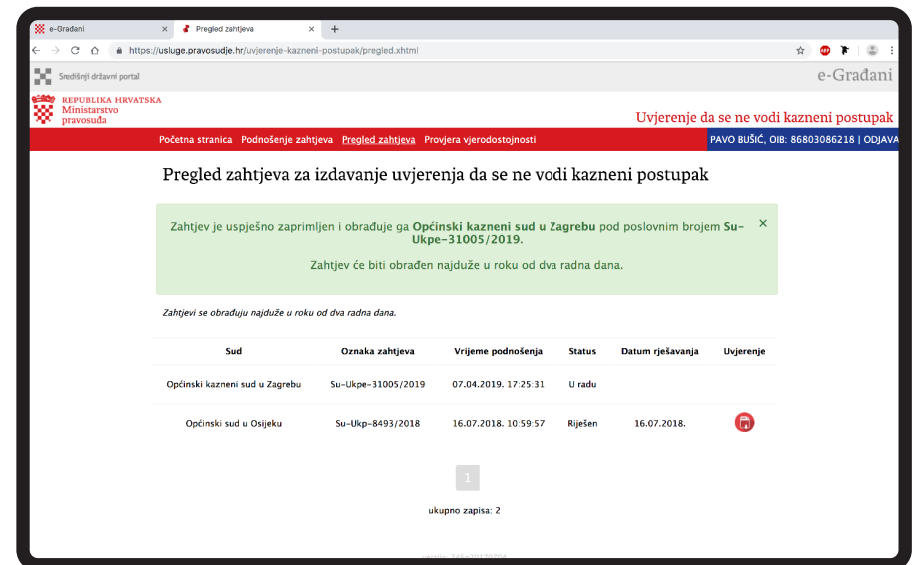 e-Građani
Pregled zahtjeva
https://usluge.pravosudje.hr/uvjerenje-kazneni-postupak/pregled.xhtml
Središnji državni portal
e-Građani
REPUBLIKA HRVATSKA
Ministarstvo
pravosuđa
Uvjerenje da se ne vodi kazneni postupak
Početna stranica Podnošenje zahtjeva Pregled zahtjeva Provjera vjerodostojnosti
PAVO BUŠIĆ, OIB: 86803086218 | ODJAVA
Pregled zahtjeva za izdavanje uvjerenja da se ne vodi kazneni postupak
Zahtjev je uspješno zaprimljen i obrađuje ga Općinski kazneni sud u Zagrebu pod poslovnim brojem Su-
Ukpe-31005/2019.
Zahtjev će biti obrađen najduže u roku od dva radna dana.
Zahtjevi se obrađuju najduže u roku od dva radna dana.
Sud Oznaka zahtjeva Vrijeme podnošenja Status Datum rješavanja Uvjerenje
Općinski kazneni sud u Zagrebu Su-Ukpe-31005/2019 07.04.2019. 17:25:31 U radu
Općinski sud u Osijeku Su-Ukp-8493/2018 16.07.2018. 10:59:57 Riješen 16.07.2018.
1
ukupno zapisa: 2